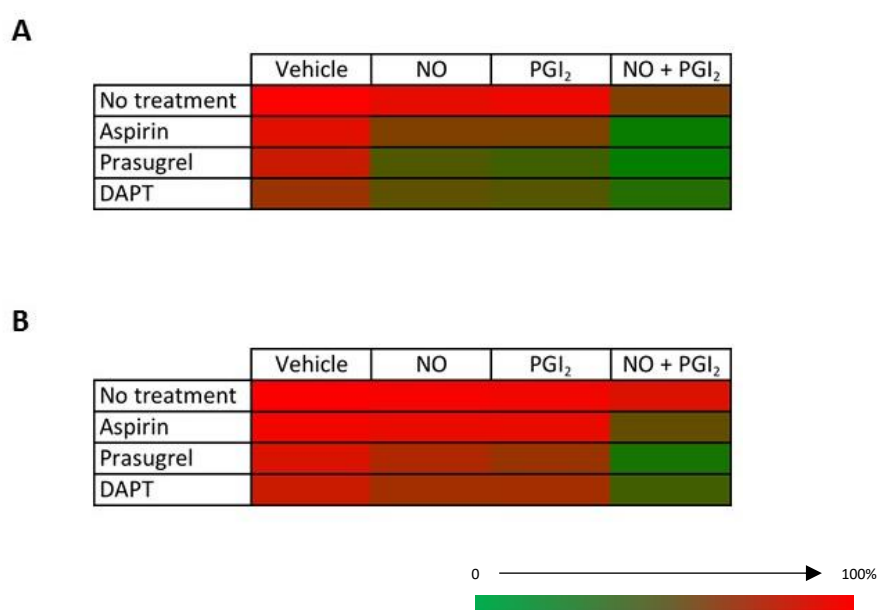 A
Vehicle NO PGI₂ NO + PGI₂
No treatment
Aspirin
Prasugrel
DAPT
B
Vehicle NO PGI₂ NO + PGI₂
No treatment
Aspirin
Prasugrel
DAPT
0 100%